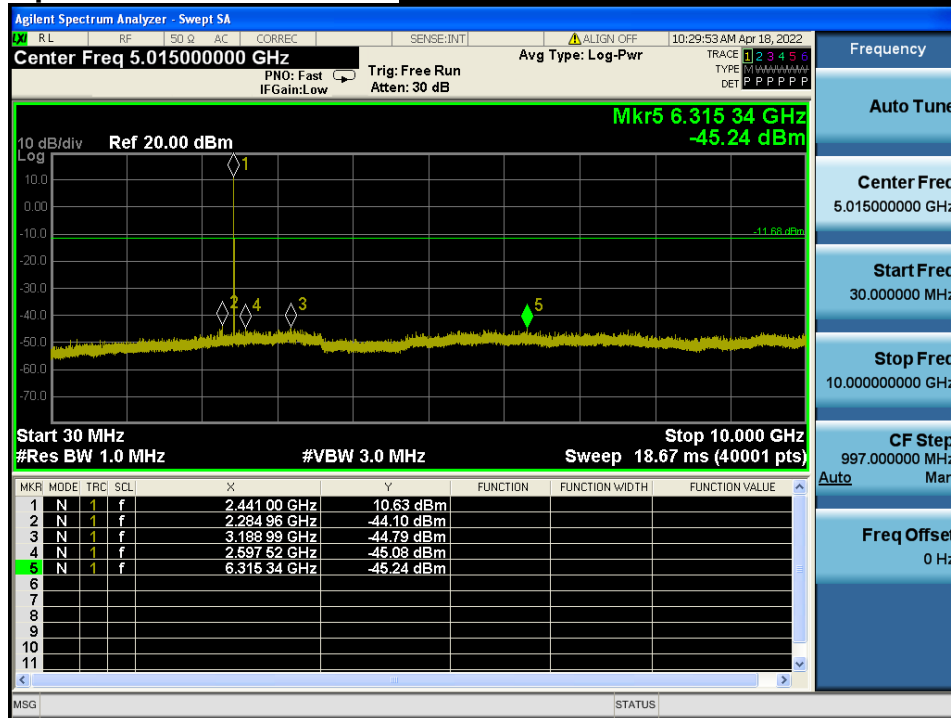 Agilent Spectrum Analyzer - Swept SA
LXI RL RF 50 Ω AC CORREC SENSE:INT ALIGN OFF 10:29:53 AM Apr 18, 2022
Center Freq 5.015000000 GHz
PNO: Fast
IFGain:Low
Trig: Free Run
Atten: 30 dB
Avg Type: Log-Pwr
TRACE 1 2 3 4 5 6
TYPE M
DET P P P P P P
Mkr5 6.315 34 GHz
-45.24 dBm
10 dB/div Ref 20.00 dBm
Log
10.0
0.00
-10.0
-20.0
-30.0
-40.0
-50.0
-60.0
-70.0
1
-11.68 dBm
2
4
3
5
Start 30 MHz
Stop 10.000 GHz
#Res BW 1.0 MHz
#VBW 3.0 MHz
Sweep 18.67 ms (40001 pts)
MKR MODE TRC SCL X Y FUNCTION FUNCTION WIDTH FUNCTION VALUE
1 N 1 f 2.441 00 GHz 10.63 dBm
2 N 1 f 2.284 96 GHz -44.10 dBm
3 N 1 f 3.188 99 GHz -44.79 dBm
4 N 1 f 2.597 52 GHz -45.08 dBm
5 N 1 f 6.315 34 GHz -45.24 dBm
6
7
8
9
10
11
MSG
STATUS
Frequency
Auto Tune
Center Freq
5.015000000 GHz
Start Freq
30.000000 MHz
Stop Freq
10.000000000 GHz
CF Step
997.000000 MHz
Auto Man
Freq Offset
0 Hz